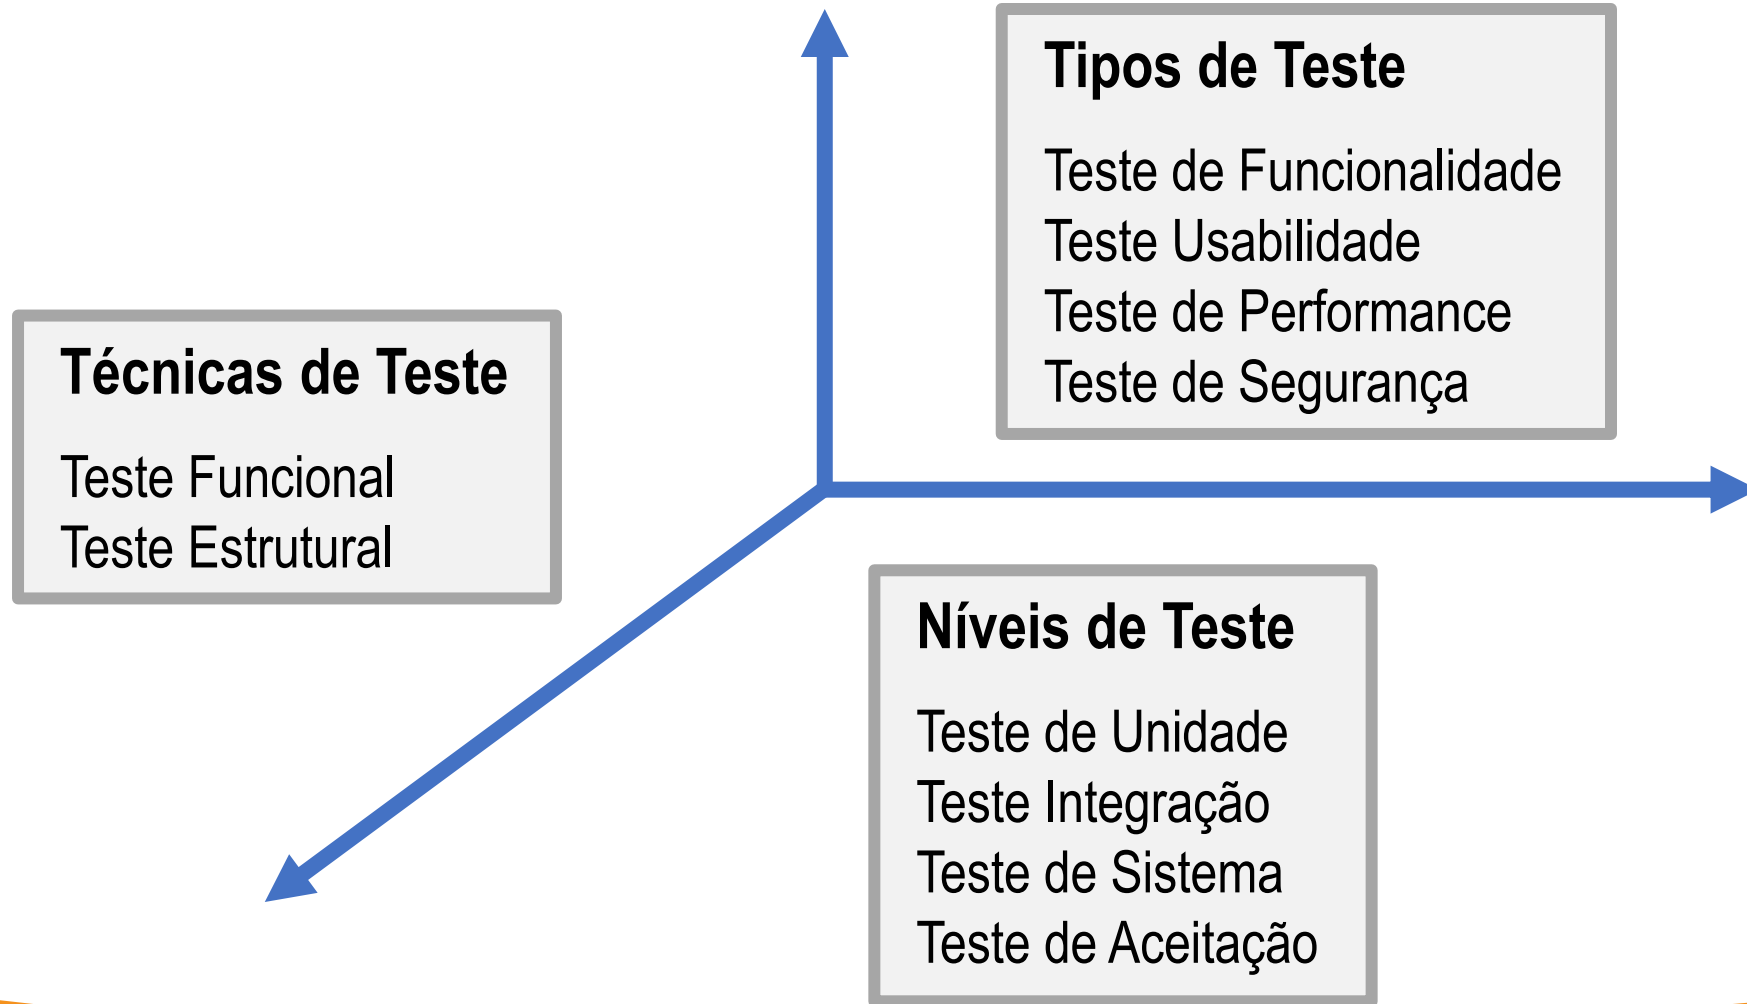 Tipos de Teste
Teste de Funcionalidade
Teste Usabilidade
Teste de Performance
Teste de Segurança
Técnicas de Teste
Teste Funcional
Teste Estrutural
Níveis de Teste
Teste de Unidade
Teste Integração
Teste de Sistema
Teste de Aceitação